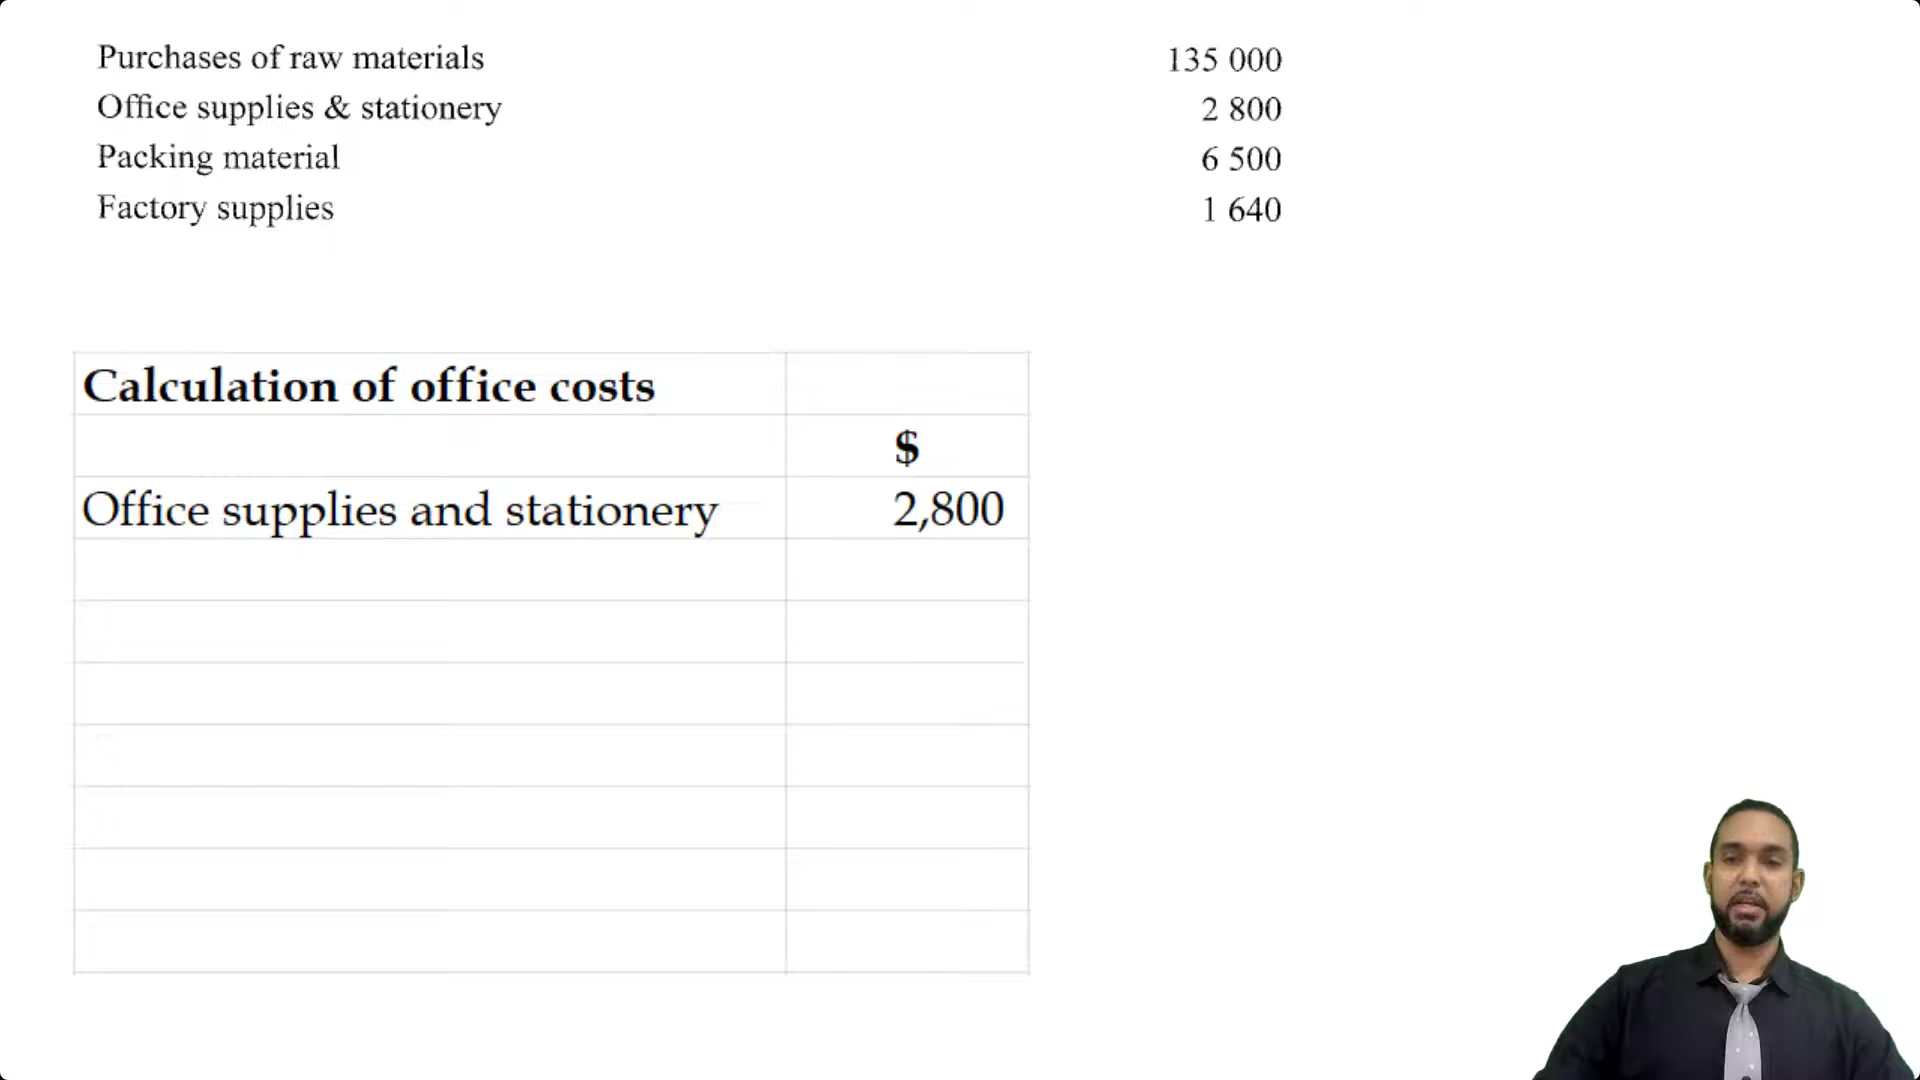 Purchases of raw materials 135 000
Office supplies & stationery 2 800
Packing material 6 500
Factory supplies 1 640
Calculation of office costs
$
Office supplies and stationery 2,800